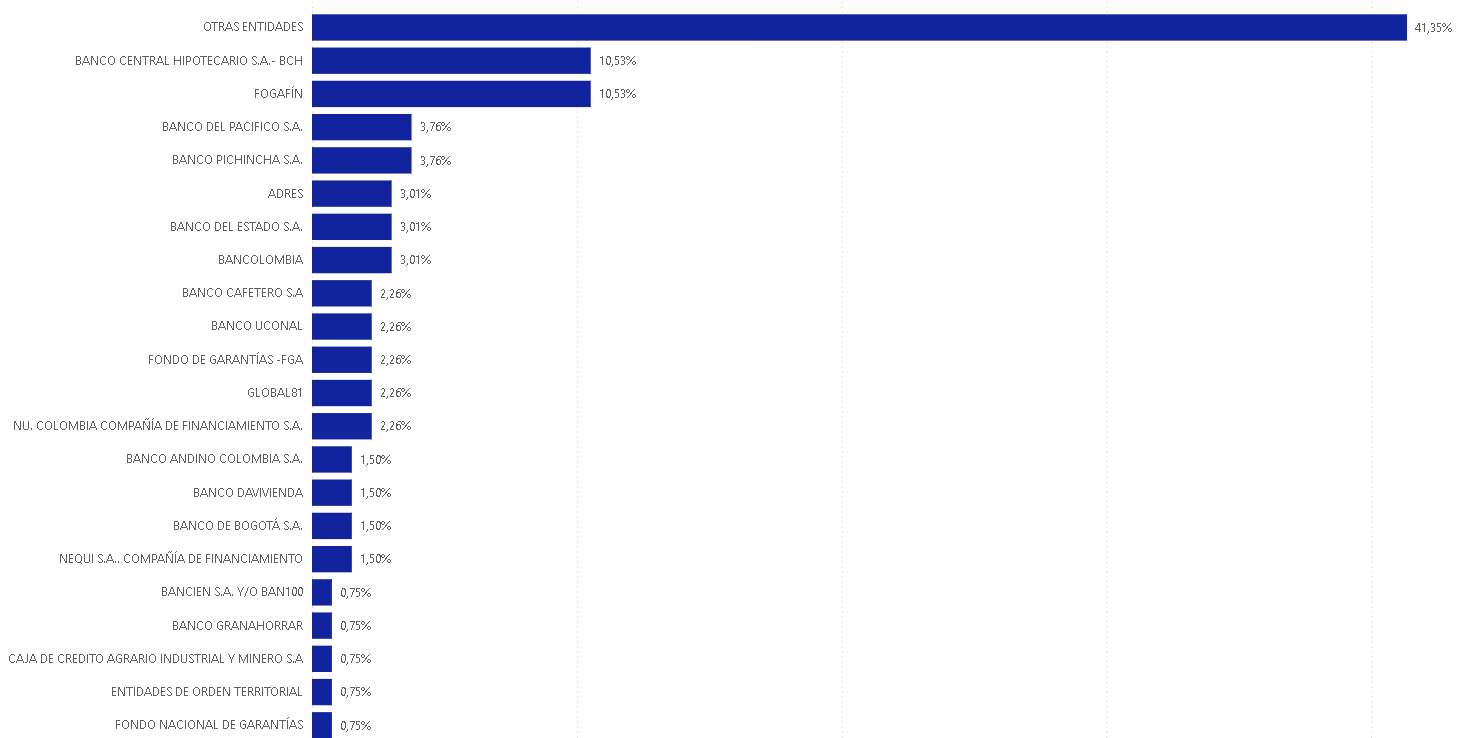 OTRAS ENTIDADES 41,35%
BANCO CENTRAL HIPOTECARIO S.A.- BCH 10,53%
FOGAFÍN 10,53%
BANCO DEL PACIFICO S.A. 3,76%
BANCO PICHINCHA S.A. 3,76%
ADRES 3,01%
BANCO DEL ESTADO S.A. 3,01%
BANCOLOMBIA 3,01%
BANCO CAFETERO S.A 2,26%
BANCO UCONAL 2,26%
FONDO DE GARANTÍAS -FGA 2,26%
GLOBAL81 2,26%
NU. COLOMBIA COMPAÑÍA DE FINANCIAMIENTO S.A. 2,26%
BANCO ANDINO COLOMBIA S.A. 1,50%
BANCO DAVIVIENDA 1,50%
BANCO DE BOGOTÁ S.A. 1,50%
NEQUI S.A.. COMPAÑÍA DE FINANCIAMIENTO 1,50%
BANCIEN S.A. Y/O BAN100 0,75%
BANCO GRANAHORRAR 0,75%
CAJA DE CREDITO AGRARIO INDUSTRIAL Y MINERO S.A 0,75%
ENTIDADES DE ORDEN TERRITORIAL 0,75%
FONDO NACIONAL DE GARANTÍAS 0,75%